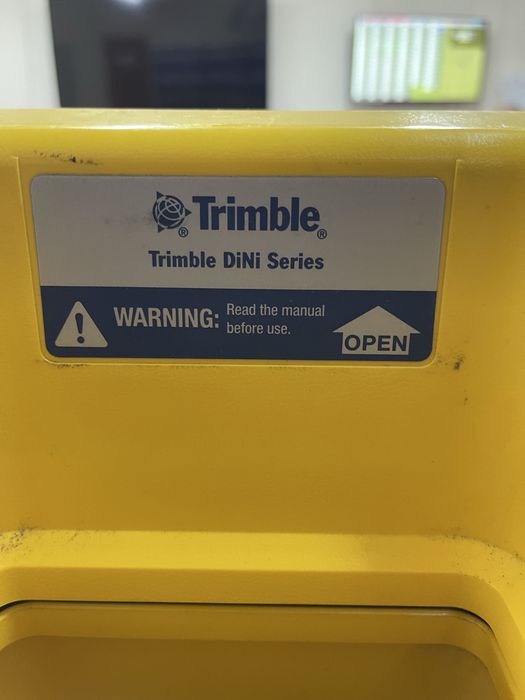 Trimble®
Trimble DiNi Series
WARNING: Read the manual
before use.
OPEN